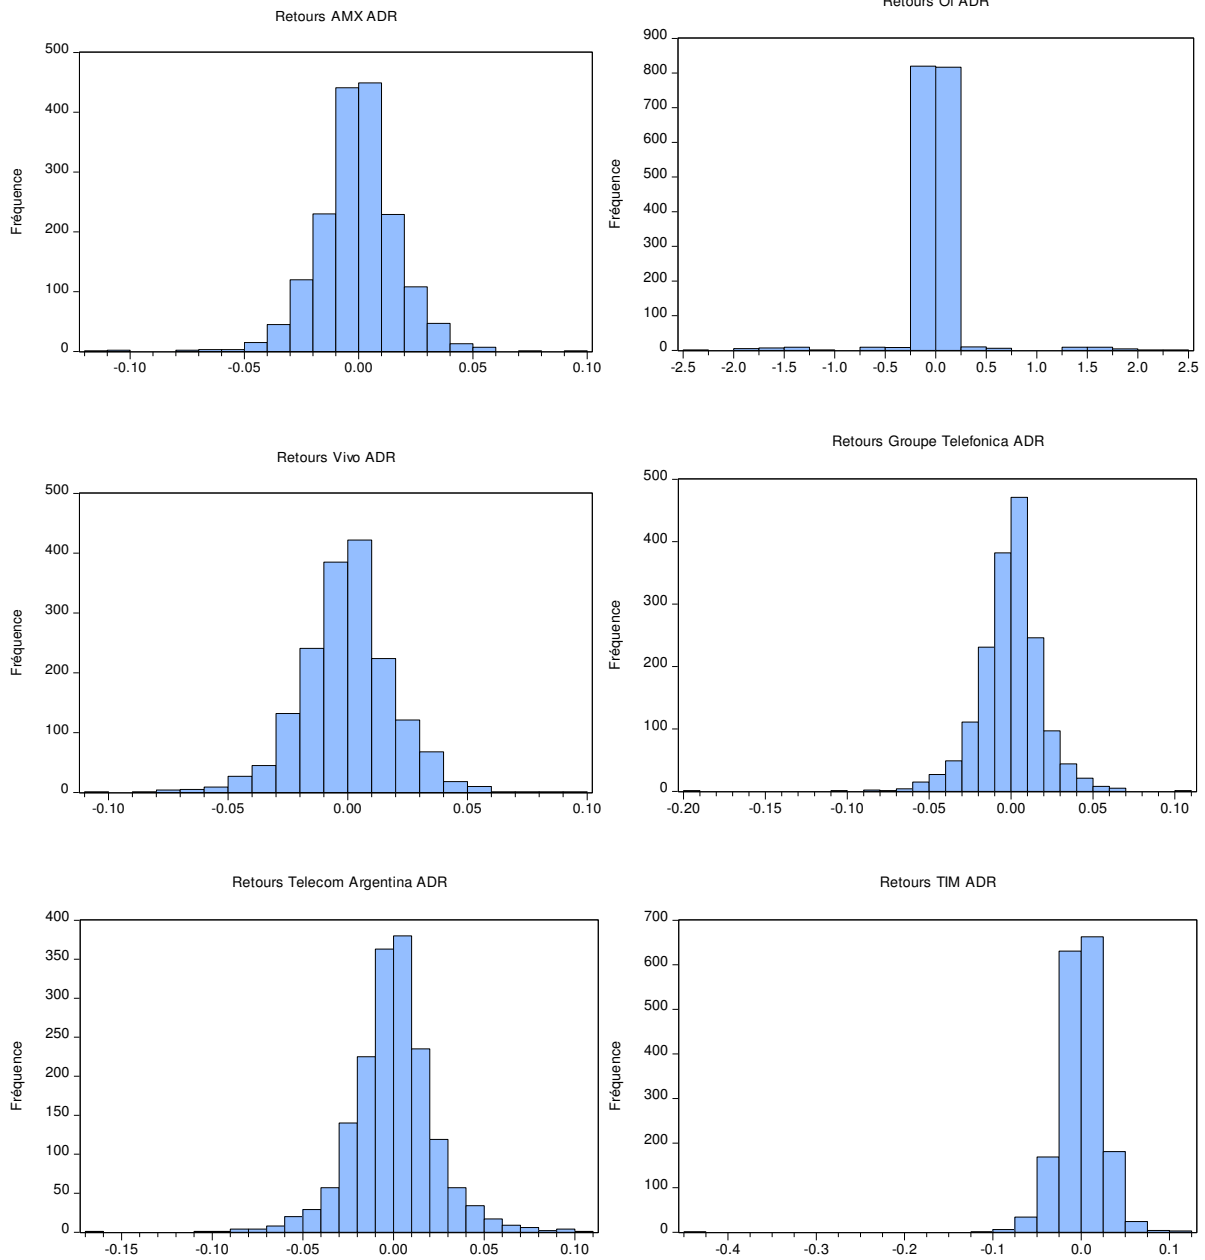 Retours AMX ADR
Fréquence
500
400
300
200
100
0
-0.10 -0.05 0.00 0.05 0.10
Retours Oi ADR
Fréquence
900
800
700
600
500
400
300
200
100
0
-2.5 -2.0 -1.5 -1.0 -0.5 0.0 0.5 1.0 1.5 2.0 2.5
Retours Vivo ADR
Fréquence
500
400
300
200
100
0
-0.10 -0.05 0.00 0.05 0.10
Retours Groupe Telefonica ADR
Fréquence
500
400
300
200
100
0
-0.20 -0.15 -0.10 -0.05 0.00 0.05 0.10
Retours Telecom Argentina ADR
Fréquence
400
350
300
250
200
150
100
50
0
-0.15 -0.10 -0.05 0.00 0.05 0.10
Retours TIM ADR
Fréquence
700
600
500
400
300
200
100
0
-0.4 -0.3 -0.2 -0.1 0.0 0.1